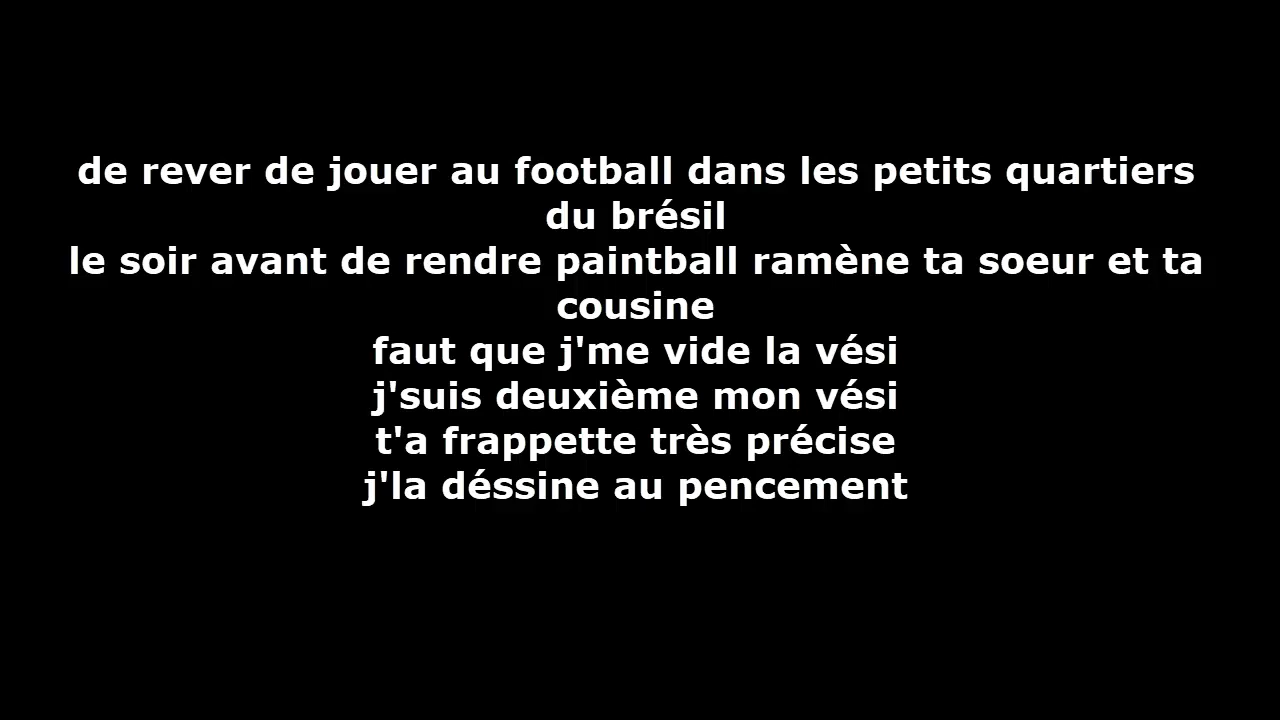 de rever de jouer au football dans les petits quartiers
du brésil
le soir avant de rendre paintball ramène ta soeur et ta
cousine
faut que j'me vide la vési
j'suis deuxième mon vési
t'a frappette très précise
j'la déssine au pencement